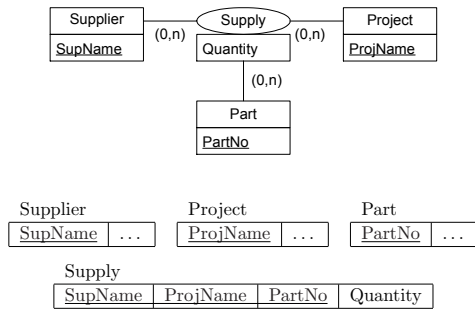 Supplier Supply Project
(0,n) (0,n)
SupName Quantity ProjName
(0,n)
Part
PartNo
Supplier Project Part
SupName ... ProjName ... PartNo ...
Supply
SupName ProjName PartNo Quantity